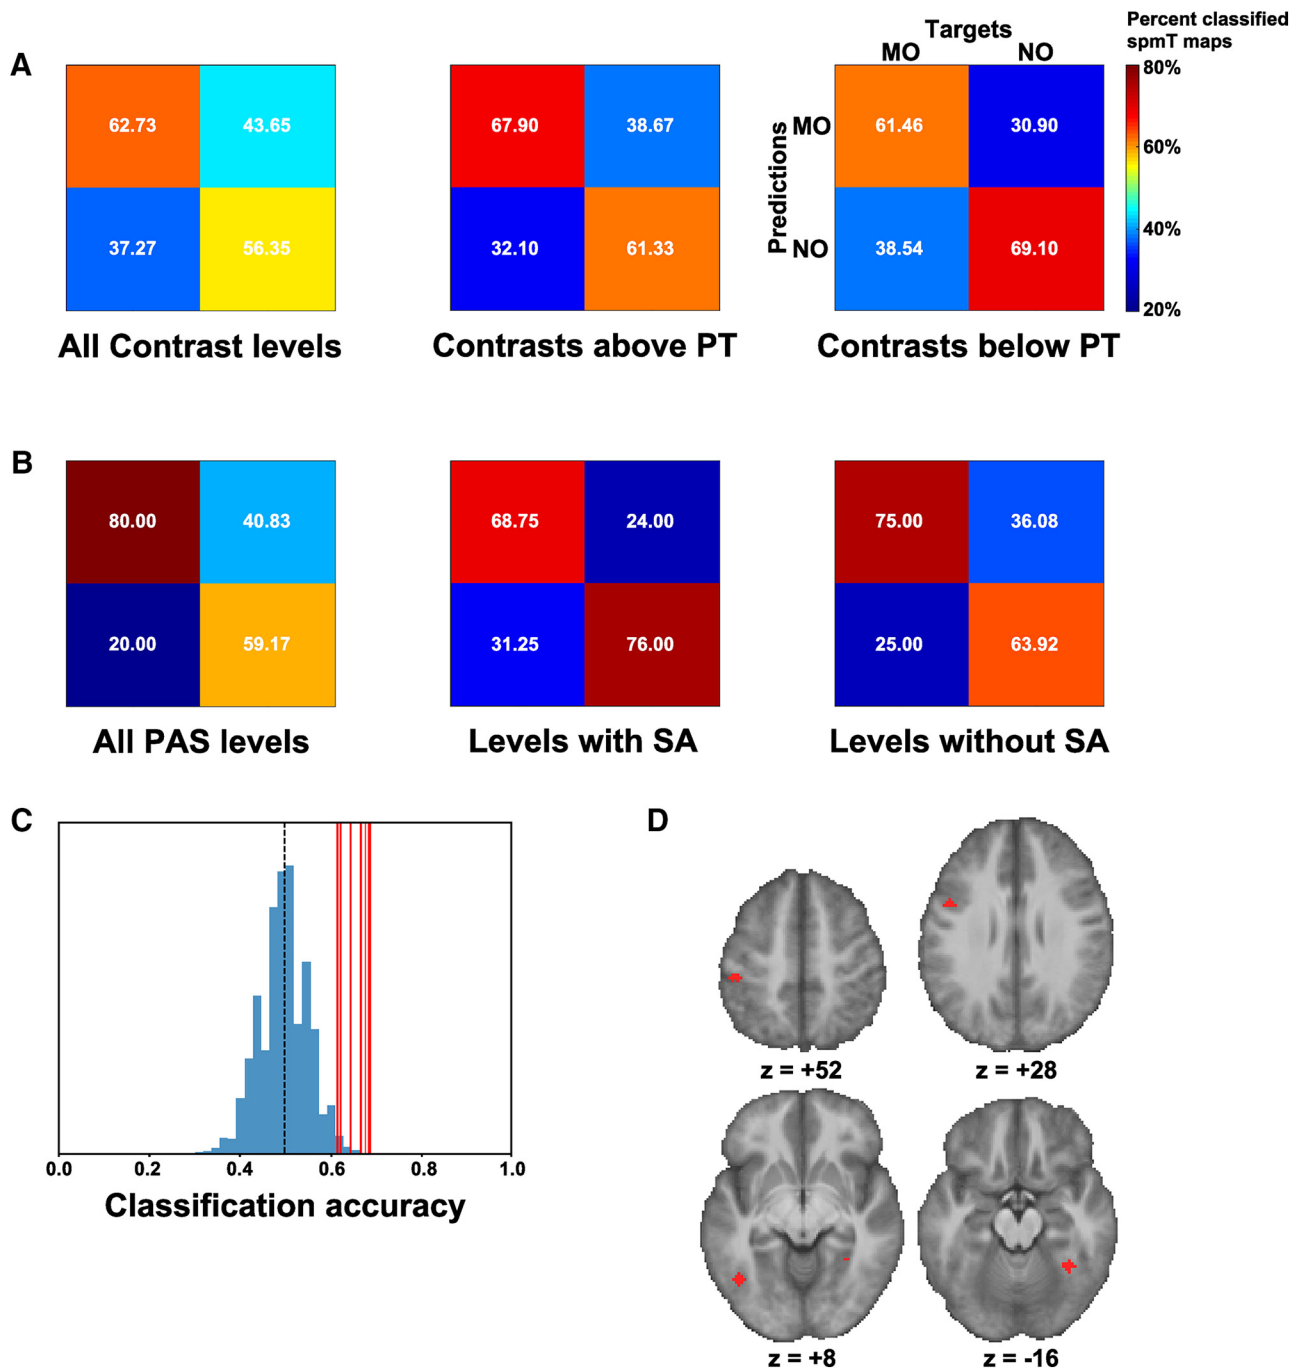 A
Targets
MO NO
Percent classified
spmT maps
80%
60%
40%
20%
Predictions
MO
NO
62.73 43.65
37.27 56.35
All Contrast levels
67.90 38.67
32.10 61.33
Contrasts above PT
61.46 30.90
38.54 69.10
Contrasts below PT
B
80.00 40.83
20.00 59.17
All PAS levels
68.75 24.00
31.25 76.00
Levels with SA
75.00 36.08
25.00 63.92
Levels without SA
C
0.0 0.2 0.4 0.6 0.8 1.0
Classification accuracy
D
z = +52
z = +28
z = +8
z = -16